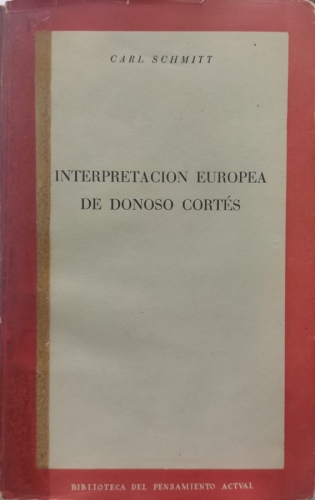 CARL SCHMITT
INTERPRETACION EUROPEA
DE DONOSO CORTÉS
BIBLIOTECA DEL PENSAMIENTO ACTVAL